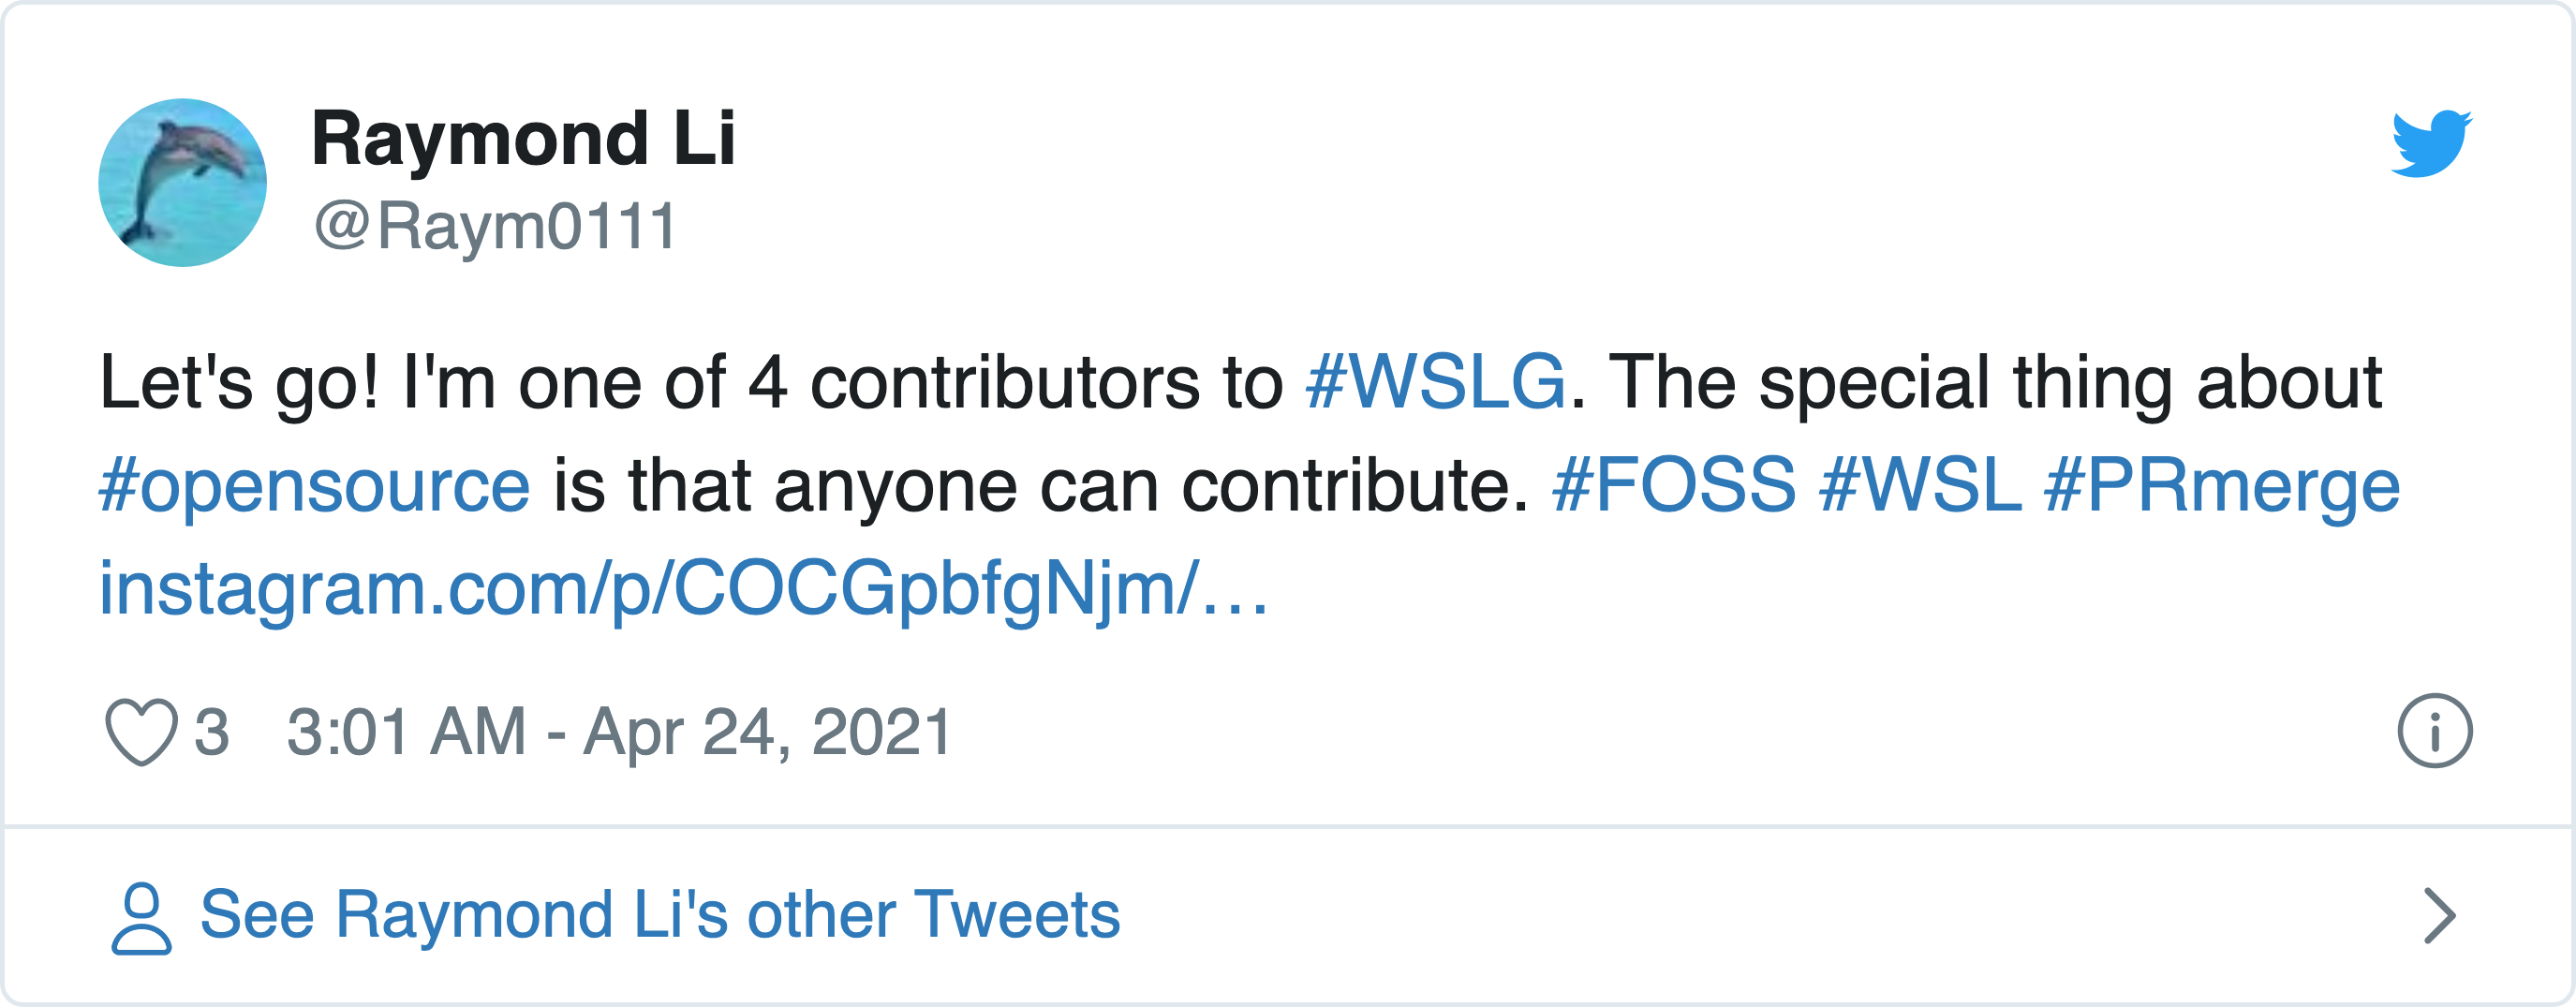 Raymond Li
@Raym0111
Let's go! I'm one of 4 contributors to #WSLG. The special thing about
#opensource is that anyone can contribute. #FOSS #WSL #PRmerge
instagram.com/p/COCGpbfgNjm/…
3 3:01 AM - Apr 24, 2021
See Raymond Li's other Tweets